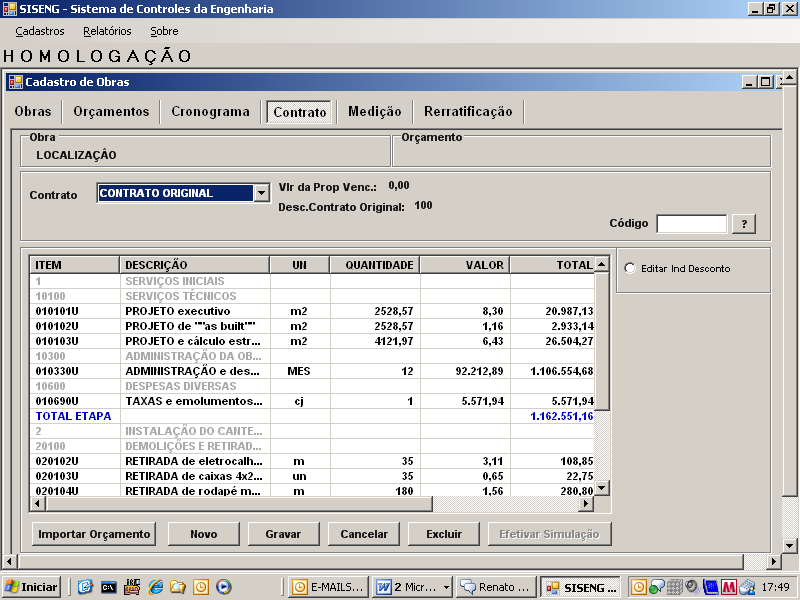 SISENG - Sistema de Controles da Engenharia
Cadastros Relatórios Sobre
HOMOLOGAÇÃO
Cadastro de Obras
Obras Orçamentos Cronograma Contrato Medição Rerratificação
Obra Orçamento
LOCALIZAÇÂO
Contrato CONTRATO ORIGINAL Vlr da Prop Venc.: 0,00
Desc.Contrato Original: 100
Código ?
ITEM DESCRIÇÃO UN QUANTIDADE VALOR TOTAL
Editar Ind Desconto
1 SERVIÇOS INICIAIS
10100 SERVIÇOS TÉCNICOS
010101U PROJETO executivo m2 2528,57 8,30 20.987,13
010102U PROJETO de ""as built"" m2 2528,57 1,16 2.933,14
010103U PROJETO e cálculo estr... m2 4121,97 6,43 26.504,27
10300 ADMINISTRAÇÃO DA OB...
010330U ADMINISTRAÇÃO e des... MES 12 92.212,89 1.106.554,68
10600 DESPESAS DIVERSAS
010690U TAXAS e emolumentos... cj 1 5.571,94 5.571,94
TOTAL ETAPA 1.162.551,16
2 INSTALAÇÃO DO CANTE...
20100 DEMOLIÇÕES E RETIRAD...
020102U RETIRADA de eletrocalh... m 35 3,11 108,85
020103U RETIRADA de caixas 4x2... un 35 0,65 22,75
020104U RETIRADA de rodapé m... m 180 1,56 280,80
Importar Orçamento Novo Gravar Cancelar Excluir Efetivar Simulação
Iniciar E-MAILS... 2 Micr... Renato ... SISENG ... 17:49